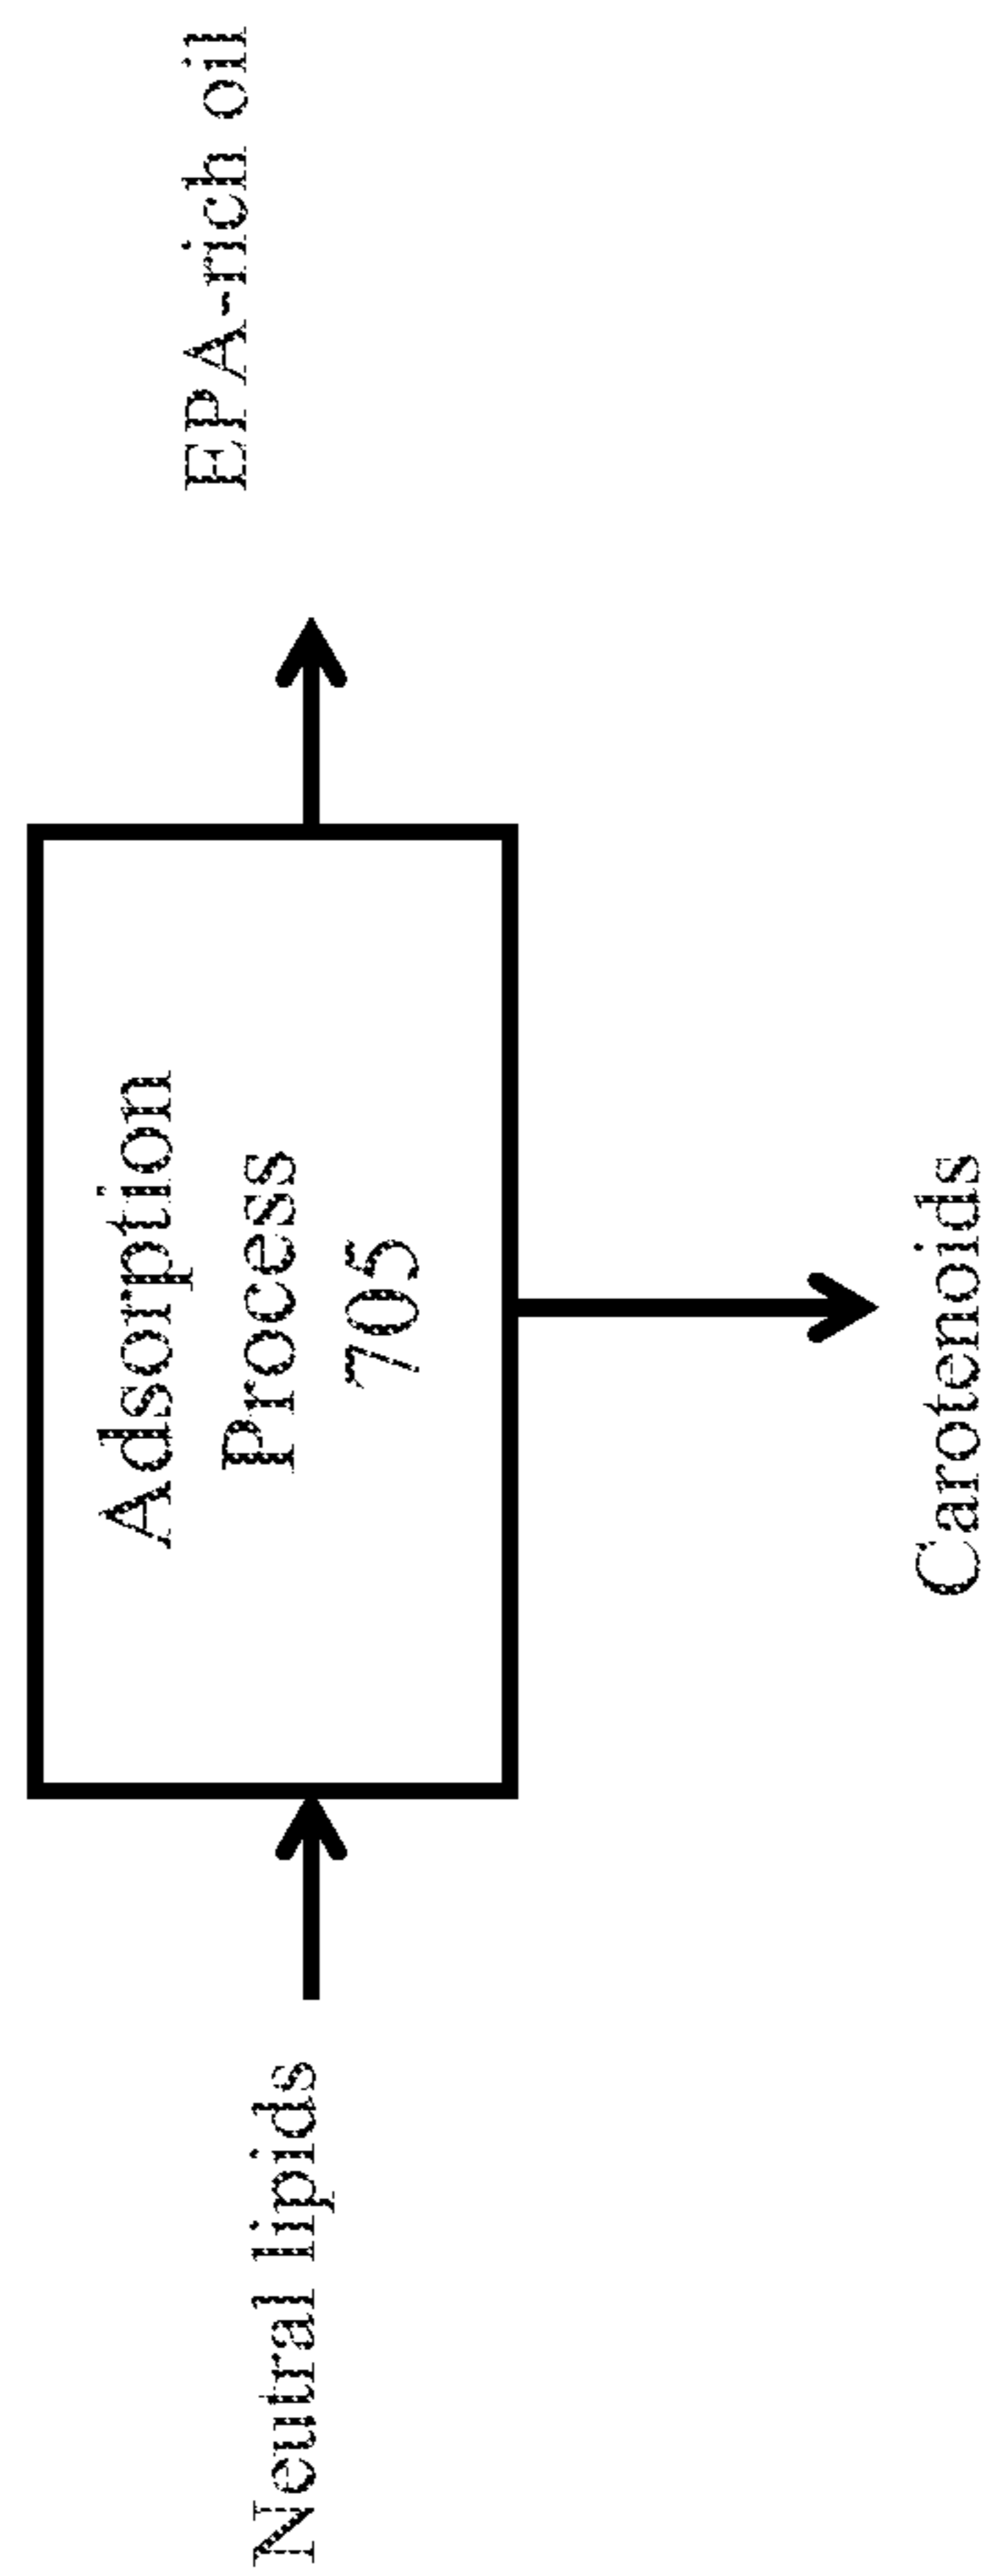 Neutral lipids
Adsorption
Process
705
EPA-rich oil
Carotenoids